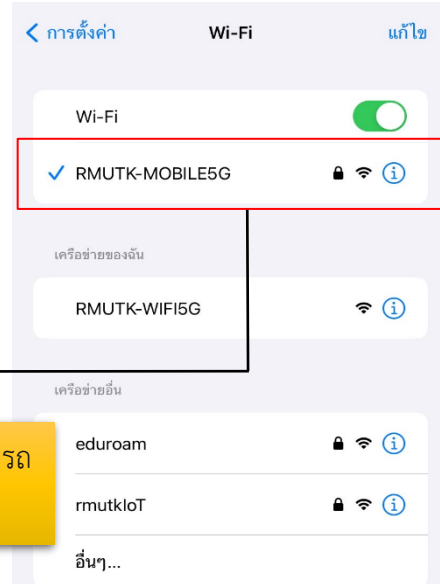 การตั้งค่า Wi-Fi แก้ไข
Wi-Fi
RMUTK-MOBILE5G
เครือข่ายของฉัน
RMUTK-WIFI5G
เครือข่ายอื่น
eduroam
รถ
rmutkIoT
อื่นๆ...